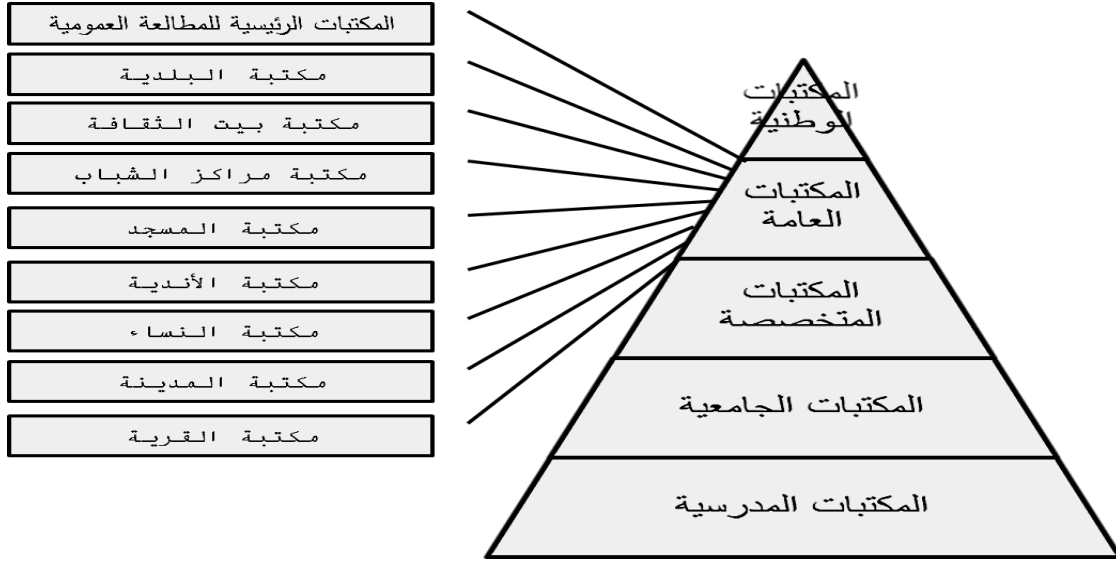 المكتبات الرئيسية للمطالعة العمومية
مكتبة البلدية
مكتبة بيت الثقافة
مكتبة مراكز الشباب
مكتبة المسجد
مكتبة الأندية
مكتبة النساء
مكتبة المدينة
مكتبة القرية
المكتبات
الوطنية
المكتبات
العامة
المكتبات
المتخصصة
المكتبات الجامعية
المكتبات المدرسية